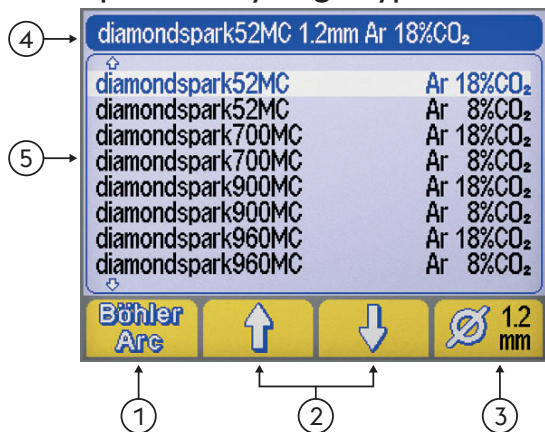 4
diamondspark52MC 1.2mm Ar 18%CO₂
5
diamondspark52MC Ar 18%CO₂
diamondspark52MC Ar 8%CO₂
diamondspark700MC Ar 18%CO₂
diamondspark700MC Ar 8%CO₂
diamondspark900MC Ar 18%CO₂
diamondspark900MC Ar 8%CO₂
diamondspark960MC Ar 18%CO₂
diamondspark960MC Ar 8%CO₂
Böhler
Arc
Ø 1.2
mm
1
2
3